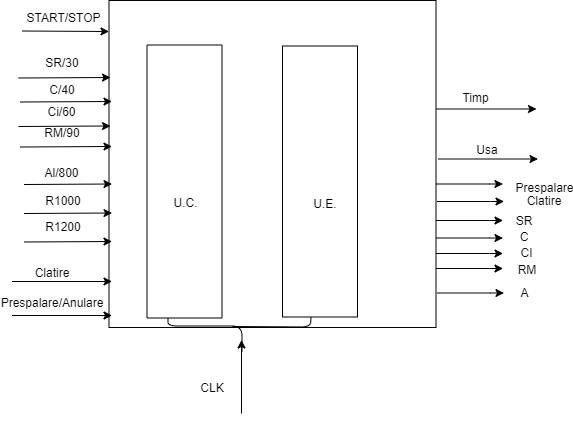 START/STOP
SR/30
C/40
Ci/60
RM/90
Al/800
R1000
R1200
Clatire
Prespalare/Anulare
U.C.
U.E.
Timp
Usa
Prespalare
Clatire
SR
C
CI
RM
A
CLK